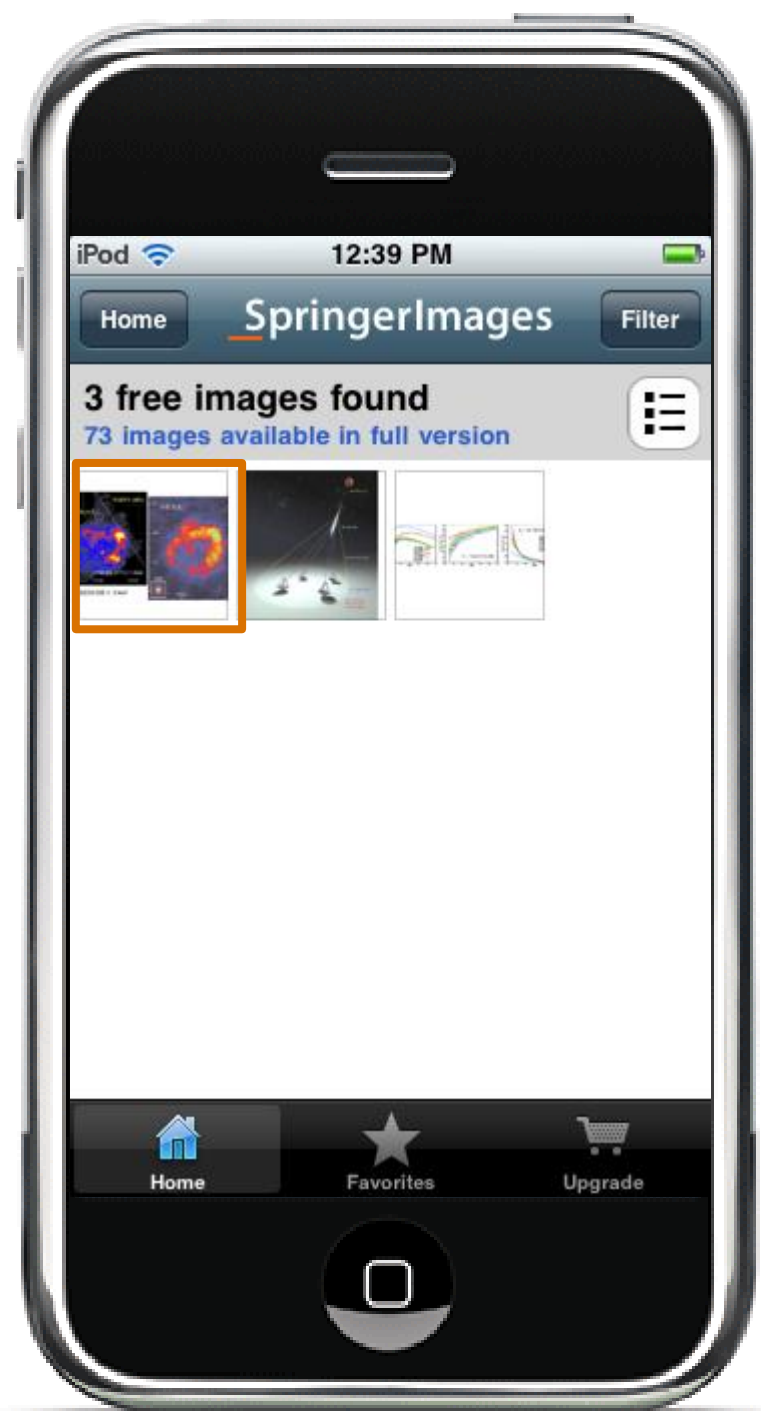 iPod 12:39 PM
Home SpringerImages Filter
3 free images found
73 images available in full version
Home Favorites Upgrade